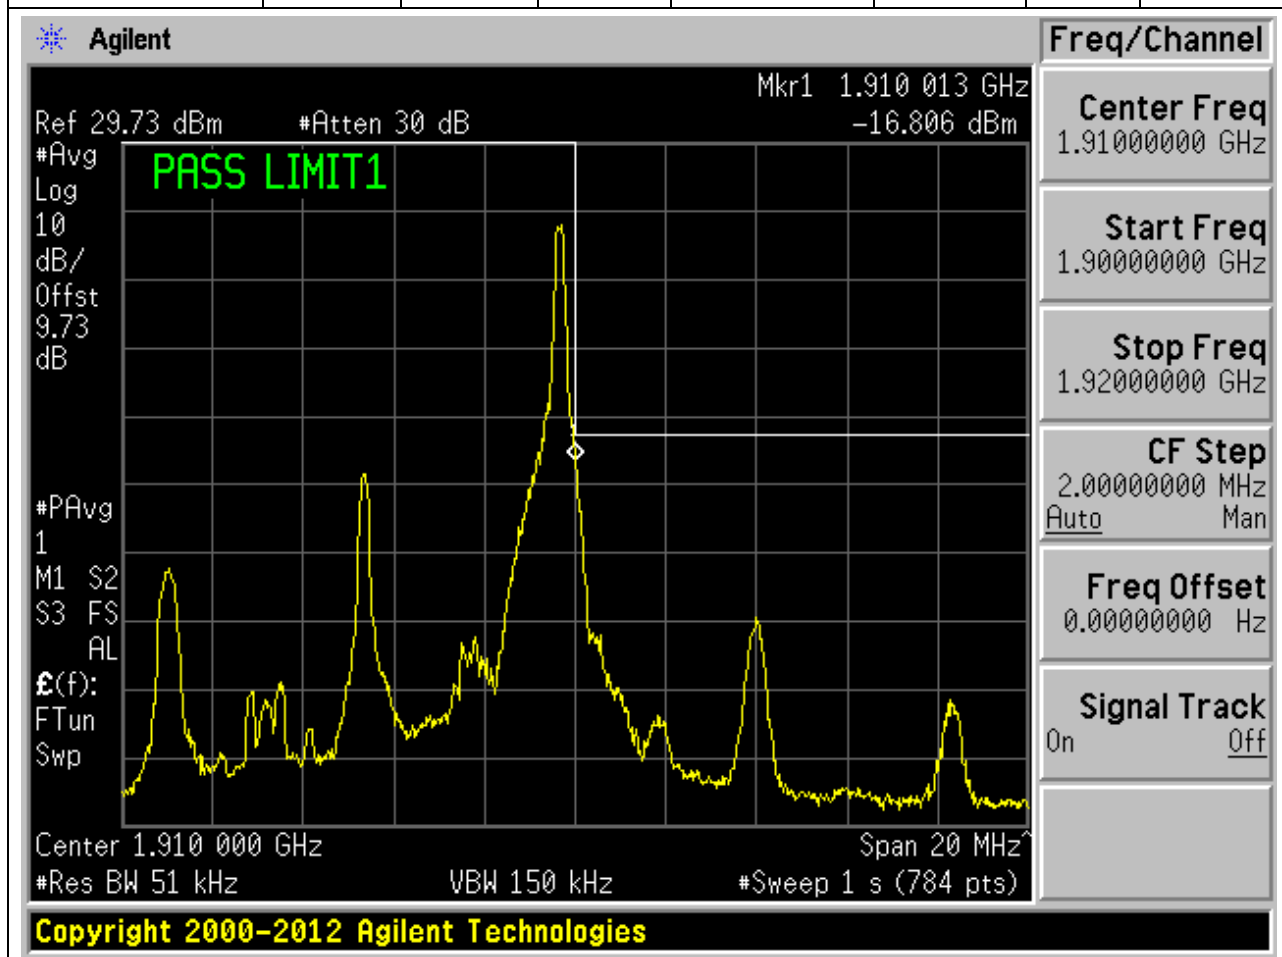 Agilent
Freq/Channel
Mkr1 1.910 013 GHz
Ref 29.73 dBm #Atten 30 dB -16.806 dBm
#Avg
Log
10
dB/
Offst
9.73
dB
PASS LIMIT1
#PAvg
1
M1 S2
S3 FS
AL
£(f):
FTun
Swp
Center 1.910 000 GHz Span 20 MHz^
#Res BW 51 kHz VBW 150 kHz #Sweep 1 s (784 pts)
Center Freq
1.91000000 GHz
Start Freq
1.90000000 GHz
Stop Freq
1.92000000 GHz
CF Step
2.00000000 MHz
Auto Man
Freq Offset
0.00000000 Hz
Signal Track
On Off
Copyright 2000-2012 Agilent Technologies